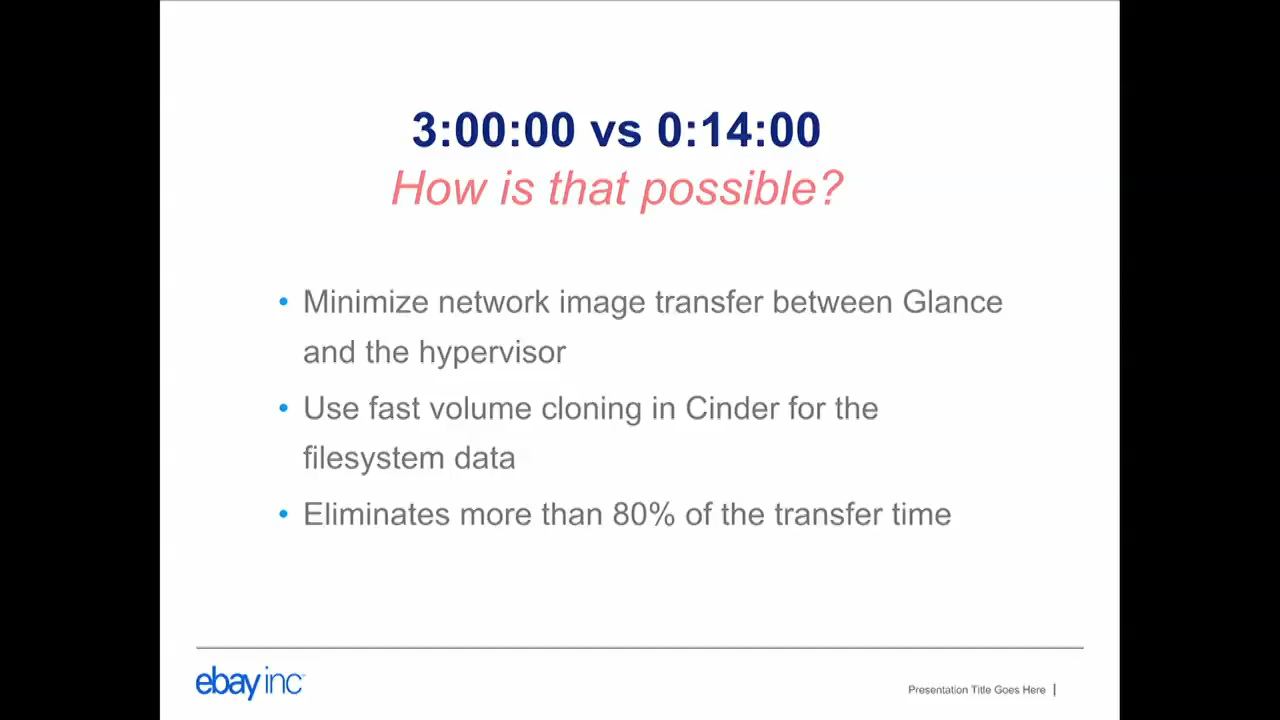 3:00:00 vs 0:14:00
How is that possible?
• Minimize network image transfer between Glance
and the hypervisor
• Use fast volume cloning in Cinder for the
filesystem data
• Eliminates more than 80% of the transfer time
ebay inc™
Presentation Title Goes Here |